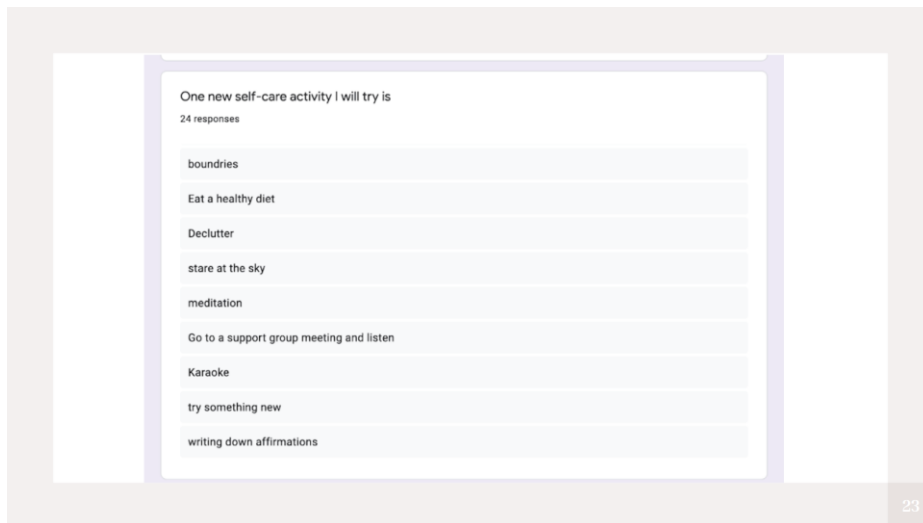 One new self-care activity I will try is
24 responses
boundries
Eat a healthy diet
Declutter
stare at the sky
meditation
Go to a support group meeting and listen
Karaoke
try something new
writing down affirmations
23